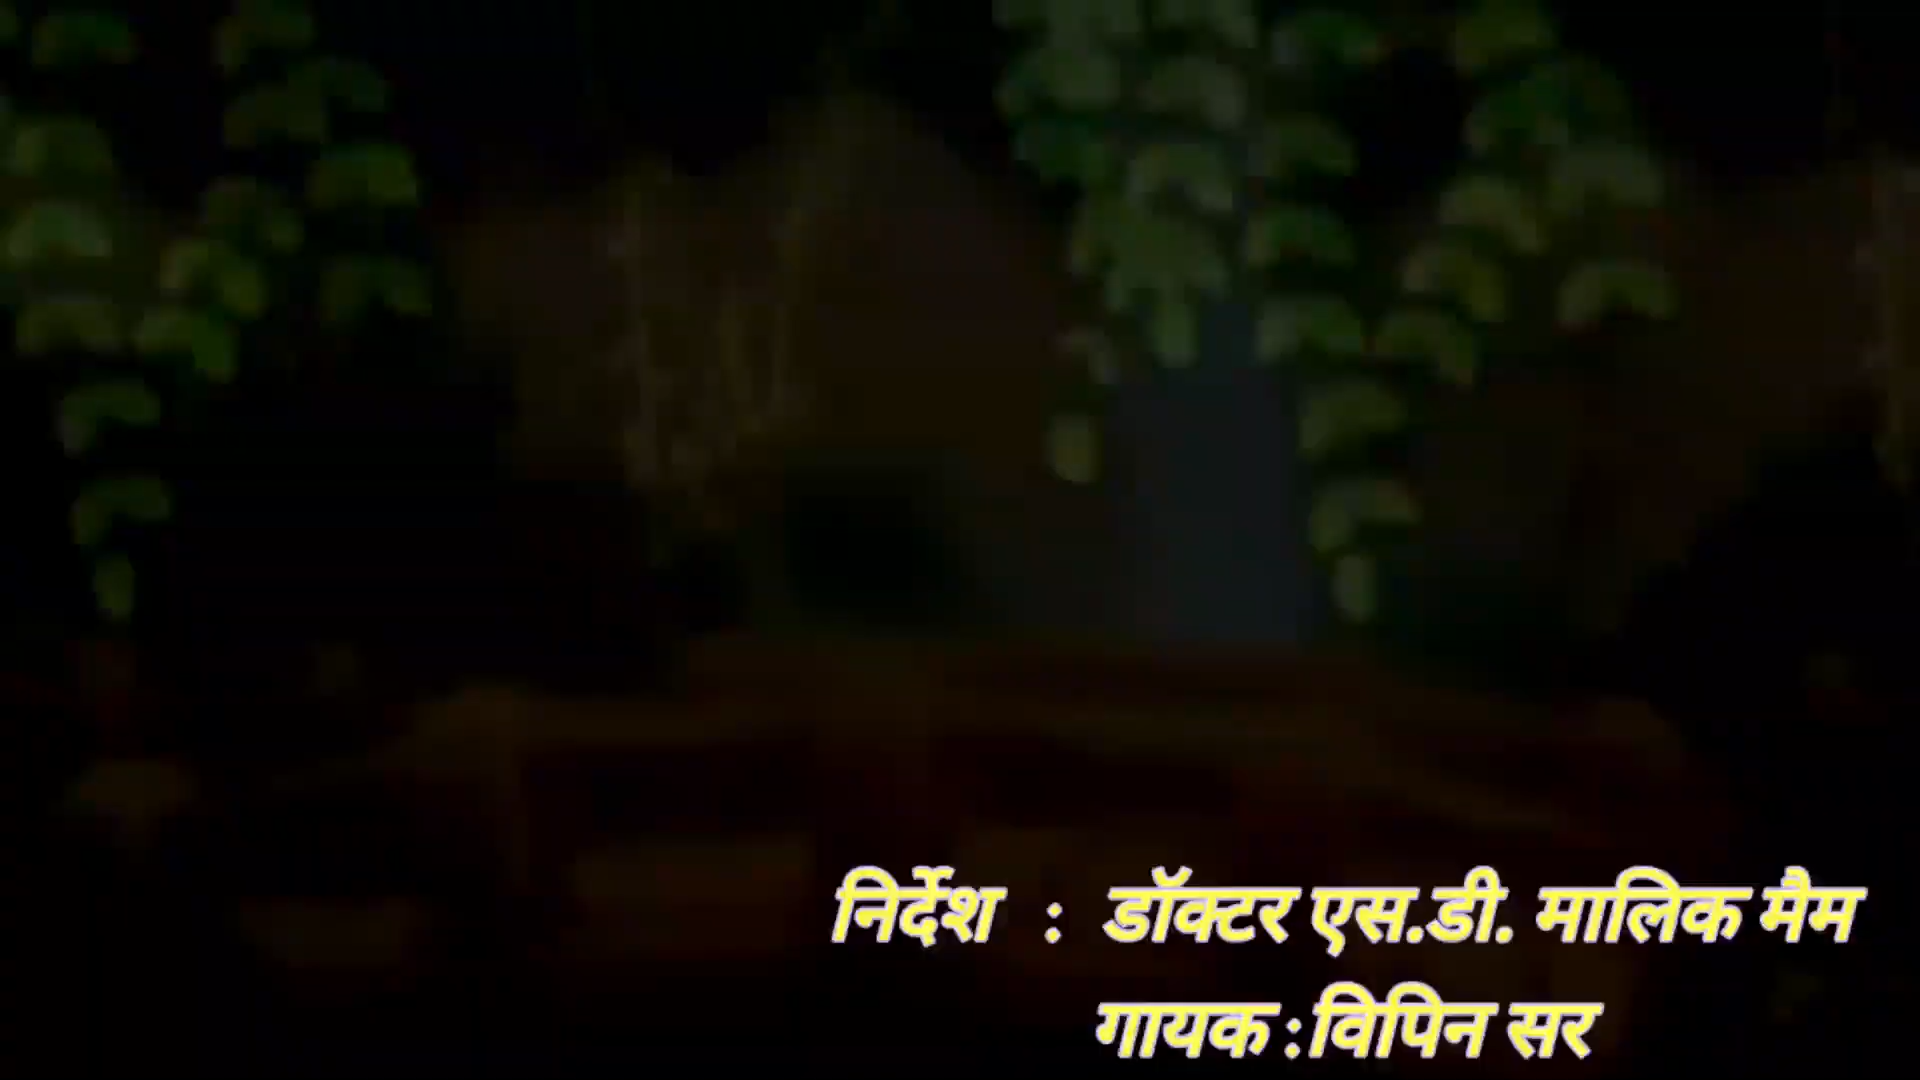 निर्देश : डॉक्टर एस.डी. मालिक मैम
गायक :विपिन सर